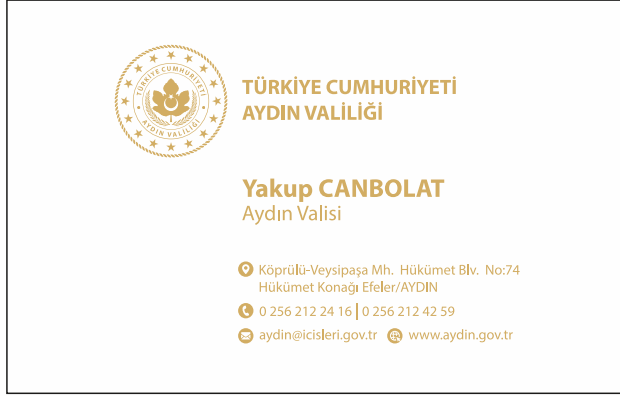 TÜRKİYE CUMHURİYETİ
AYDIN VALİLİĞİ
TÜRKİYE CUMHURİYETİ
AYDIN VALİLİĞİ
Yakup CANBOLAT
Aydın Valisi
Köprülü-Veysipaşa Mh. Hükümet Blv. No:74
Hükümet Konağı Efeler/AYDIN
0 256 212 24 16 | 0 256 212 42 59
aydin@icisleri.gov.tr www.aydin.gov.tr